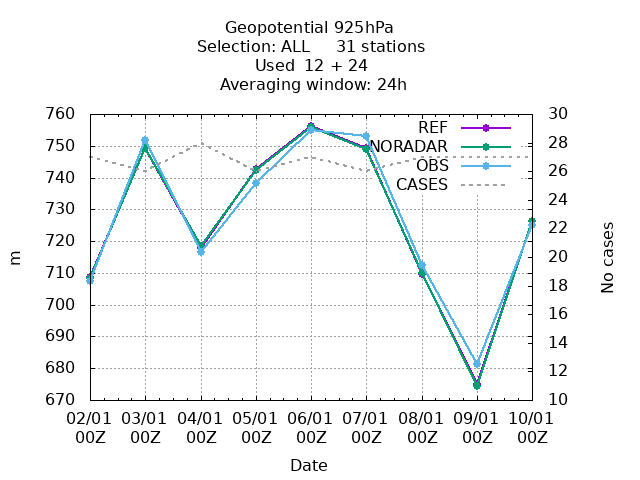 Geopotential 925hPa
Selection: ALL 31 stations
Used 12 + 24
Averaging window: 24h
760 30
750 28
740 26
730 24
720 22
710 20
700 18
690 16
680 14
670 12
10
REF
NORADAR
OBS
CASES
m
No cases
02/01 03/01 04/01 05/01 06/01 07/01 08/01 09/01 10/01
00Z 00Z 00Z 00Z 00Z 00Z 00Z 00Z 00Z
Date